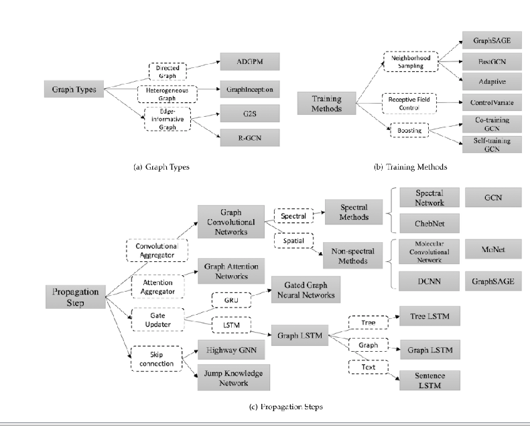 Graph Types
Directed
Graph
ADGPM
Heterogeneous
Graph
GraphInception
Edge-
informative
Graph
G2S
R-GCN
(a) Graph Types
Training
Methods
Neighborhood
Sampling
GraphSAGE
FastGCN
Adaptive
Receptive Field
Control
ControlVariate
Boosting
Co-training
GCN
Self-training
GCN
(b) Training Methods
Propagation
Step
Convolutional
Aggregator
Graph
Convolutional
Networks
Spectral
Spectral
Methods
Spectral
Network
GCN
ChebNet
Spatial
Non-spectral
Methods
Molecular
Convolutional
Network
MoNet
DCNN
GraphSAGE
Attention
Aggregator
Graph Attention
Networks
Gate
Updater
GRU
Gated Graph
Neural Networks
LSTM
Graph LSTM
Tree
Tree LSTM
Graph
Graph LSTM
Text
Sentence
LSTM
Skip
connection
Highway GNN
Jump Knowledge
Network
(c) Propagation Steps